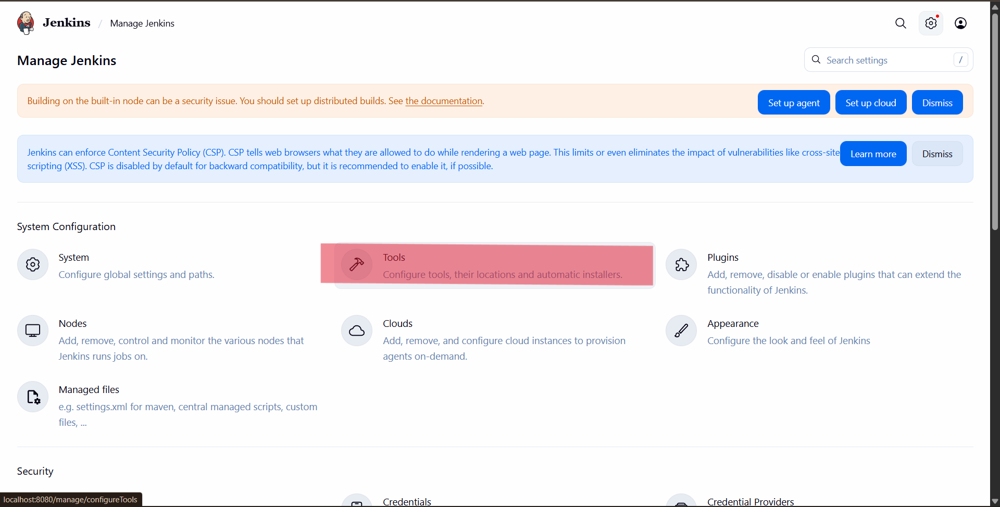 Jenkins / Manage Jenkins
Manage Jenkins
Search settings /
Building on the built-in node can be a security issue. You should set up distributed builds. See the documentation.
Set up agent
Set up cloud
Dismiss
Jenkins can enforce Content Security Policy (CSP). CSP tells web browsers what they are allowed to do while rendering a web page. This limits or even eliminates the impact of vulnerabilities like cross-site
scripting (XSS). CSP is disabled by default for backward compatibility, but it is recommended to enable it, if possible.
Learn more
Dismiss
System Configuration
System
Configure global settings and paths.
Tools
Configure tools, their locations and automatic installers.
Plugins
Add, remove, disable or enable plugins that can extend the
functionality of Jenkins.
Nodes
Add, remove, control and monitor the various nodes that
Jenkins runs jobs on.
Clouds
Add, remove, and configure cloud instances to provision
agents on-demand.
Appearance
Configure the look and feel of Jenkins
Managed files
e.g. settings.xml for maven, central managed scripts, custom
files, ...
Security
Credentials
Credential Providers
localhost:8080/manage/configureTools